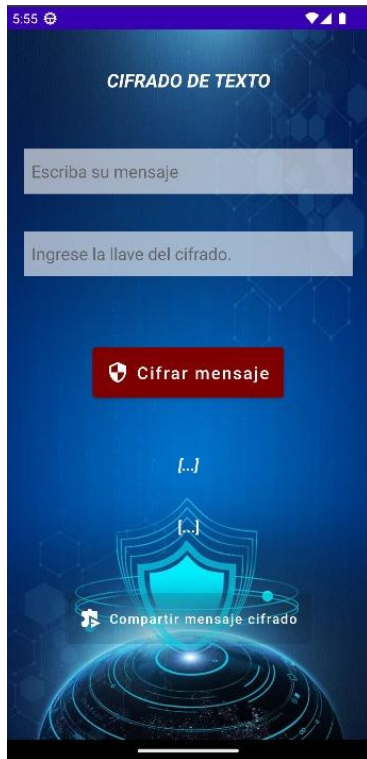 5:55
CIFRADO DE TEXTO
Escriba su mensaje
Ingrese la llave del cifrado.
Cifrar mensaje
[...]
[...]
Compartir mensaje cifrado